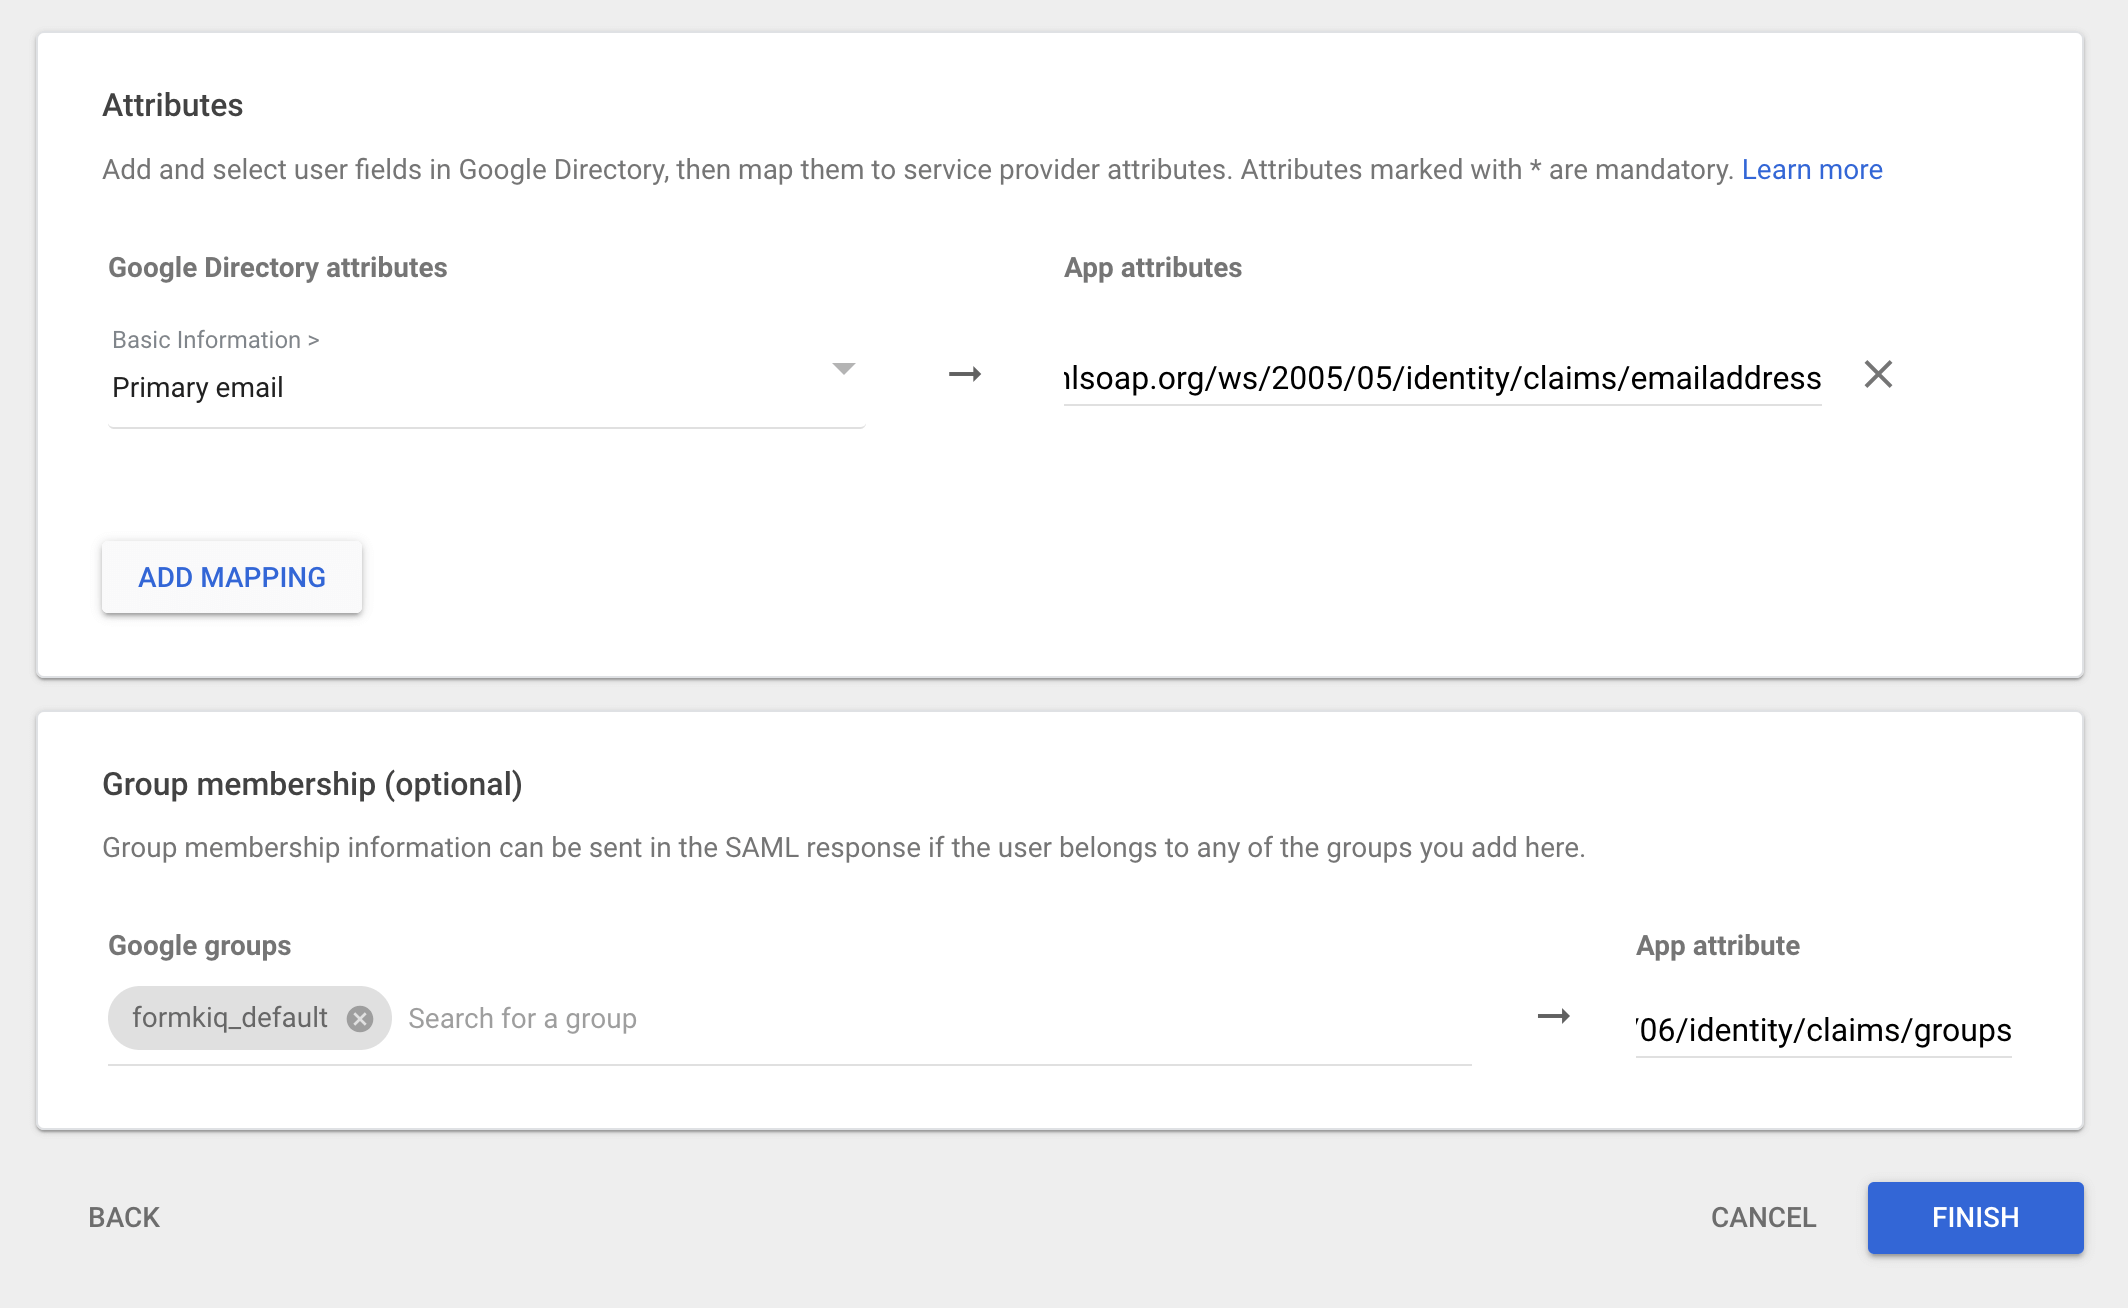 Attributes
Add and select user fields in Google Directory, then map them to service provider attributes. Attributes marked with * are mandatory. Learn more
Google Directory attributes
App attributes
Basic Information >
Primary email
lsoap.org/ws/2005/05/identity/claims/emailaddress
ADD MAPPING
Group membership (optional)
Group membership information can be sent in the SAML response if the user belongs to any of the groups you add here.
Google groups
App attribute
formkiq_default
Search for a group
/06/identity/claims/groups
BACK
CANCEL
FINISH